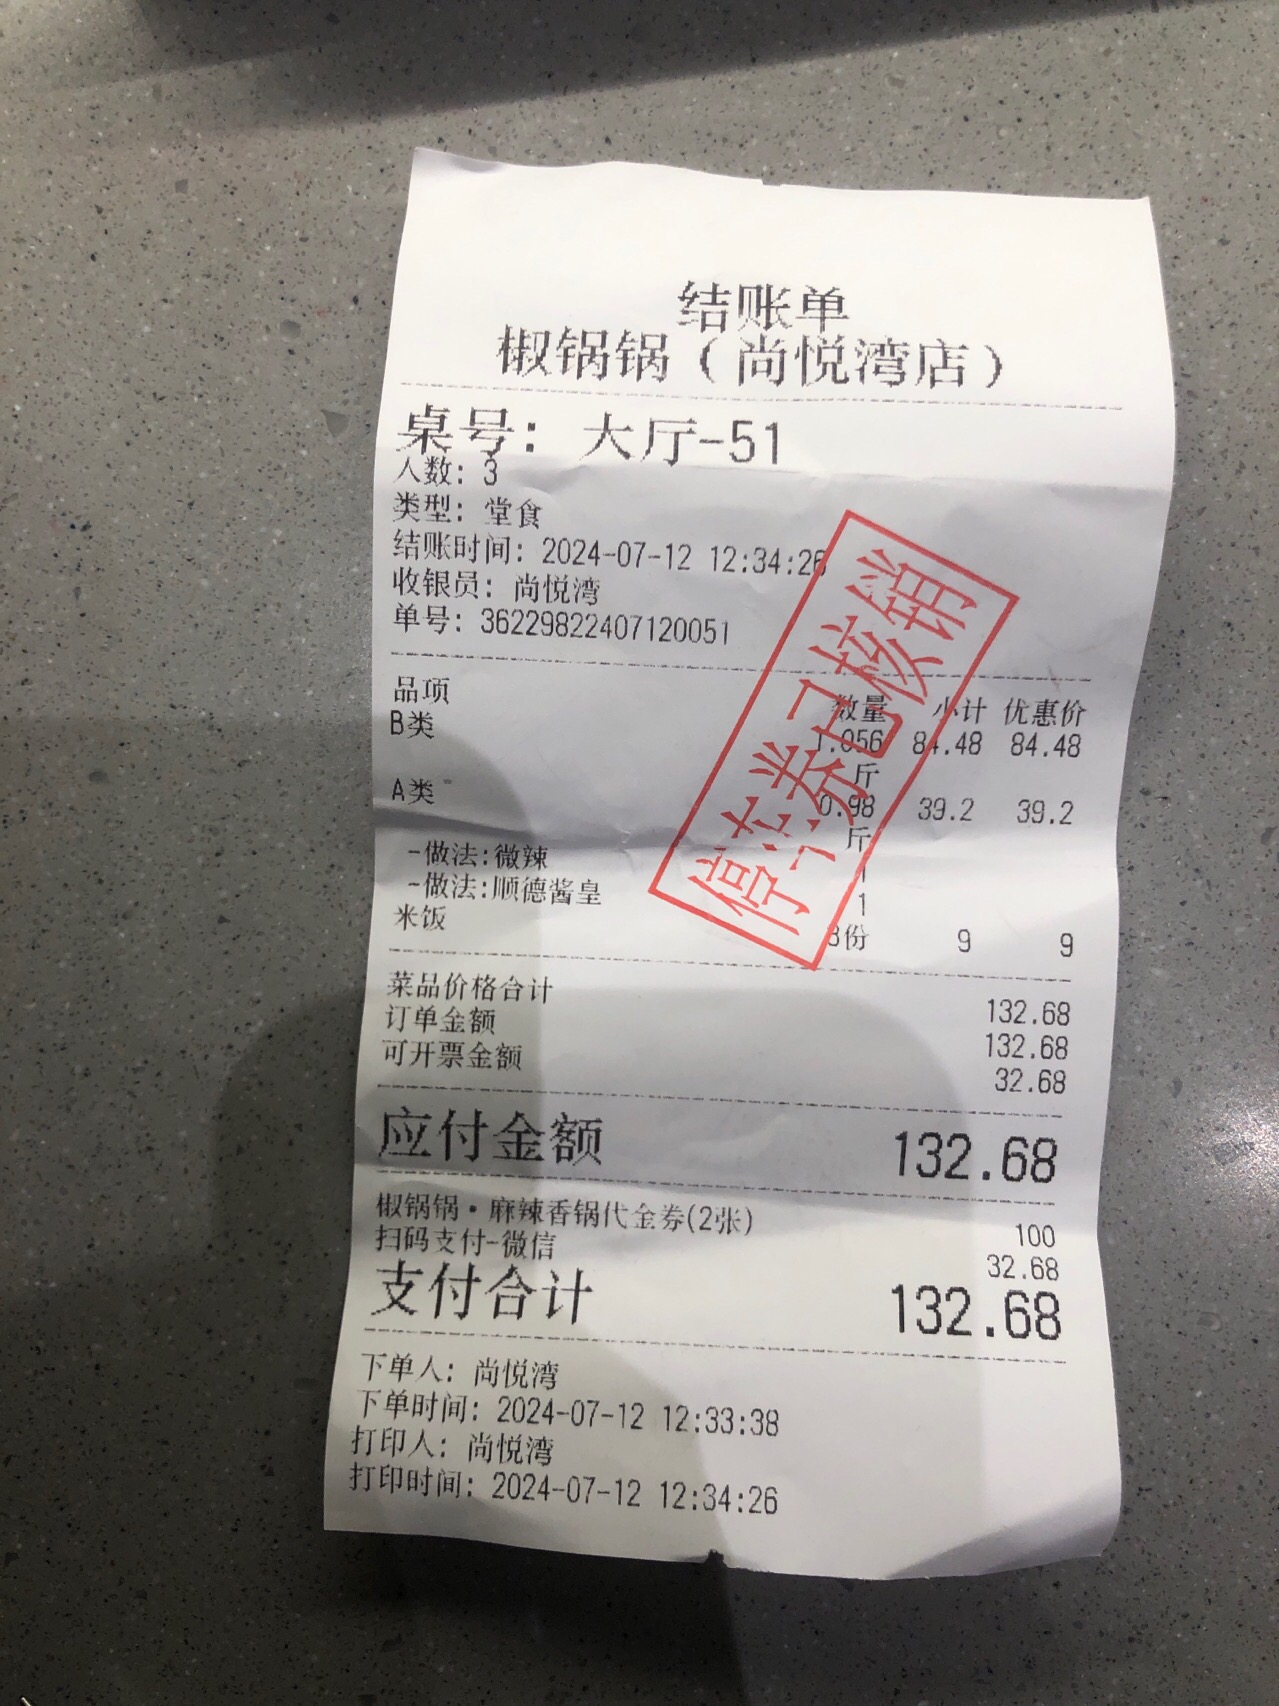 结账单
椒锅锅（尚悦湾店）
桌号： 大厅-51
人数: 3
类型: 堂食
结账时间: 2024-07-12 12:34:26
收银员: 尚悦湾
单号: 36229822407120051
品项 数量 小计 优惠价
B类 1.056 84.48 84.48
斤
A类 0.98 39.2 39.2
斤
-做法:微辣 1
-做法:顺德酱皇 1
米饭 3份 9 9
停车券已核销
菜品价格合计 132.68
订单金额 132.68
可开票金额 32.68
应付金额 132.68
椒锅锅·麻辣香锅代金券(2张) 100
扫码支付-微信 32.68
支付合计 132.68
下单人: 尚悦湾
下单时间: 2024-07-12 12:33:38
打印人: 尚悦湾
打印时间: 2024-07-12 12:34:26